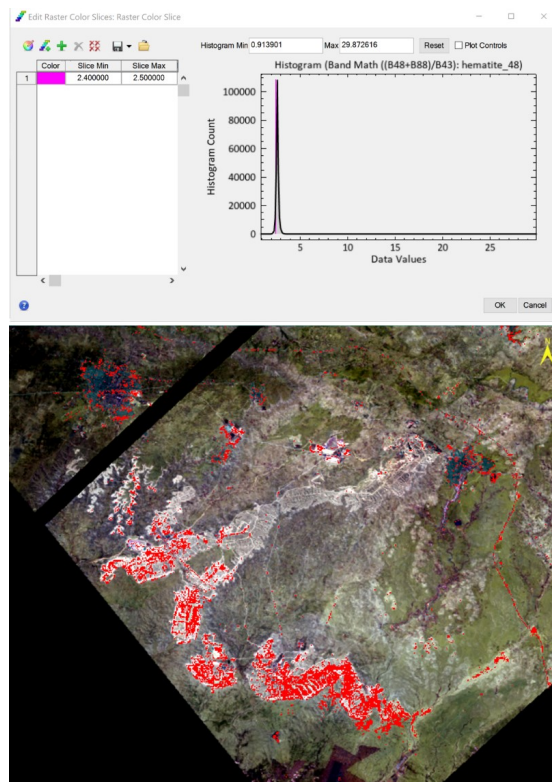 Edit Raster Color Slices: Raster Color Slice
Histogram Min 0.913901 Max 29.872616 Reset Plot Controls
Color Slice Min Slice Max
1 2.400000 2.500000
Histogram (Band Math ((B48+B88)/B43): hematite_48)
Histogram Count
100000
80000
60000
40000
20000
0
5 10 15 20 25
Data Values
OK Cancel